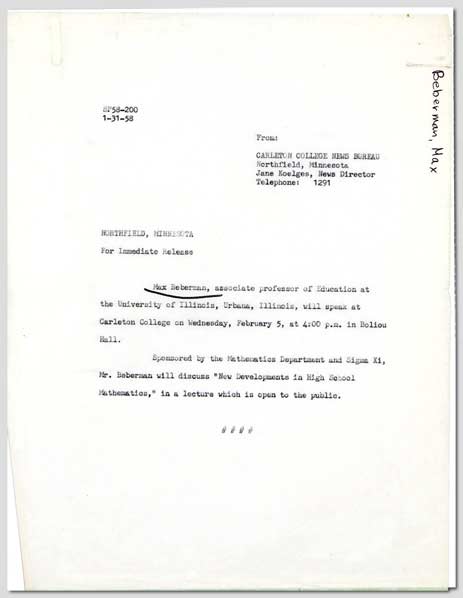 Beberman, Max
SP58-200
1-31-58
From:
CARLETON COLLEGE NEWS BUREAU
Northfield, Minnesota
Jane Koelges, News Director
Telephone: 1291
NORTHFIELD, MINNESOTA
For Immediate Release
Max Beberman, associate professor of Education at
the University of Illinois, Urbana, Illinois, will speak at
Carleton College on Wednesday, February 5, at 4:00 p.m. in Boliou
Hall.
Sponsored by the Mathematics Department and Sigma Xi,
Mr. Beberman will discuss "New Developments in High School
Mathematics," in a lecture which is open to the public.
# # # #